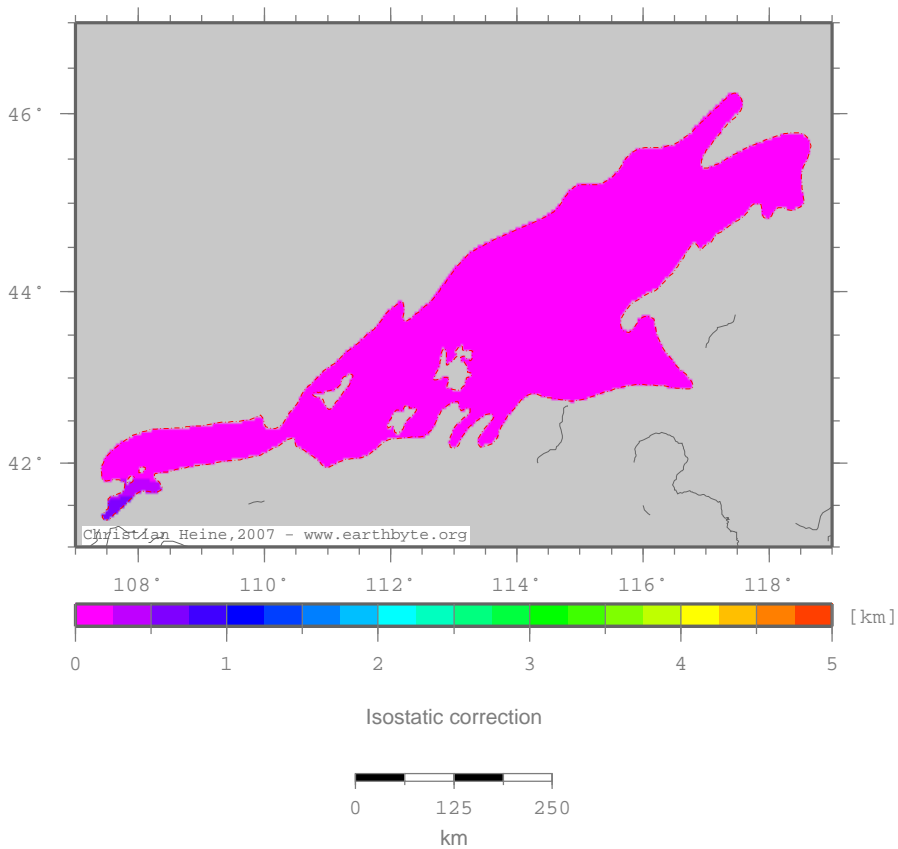 46°
44°
42°
Christian Heine,2007 - www.earthbyte.org
108° 110° 112° 114° 116° 118°
[km]
0 1 2 3 4 5
Isostatic correction
0 125 250
km